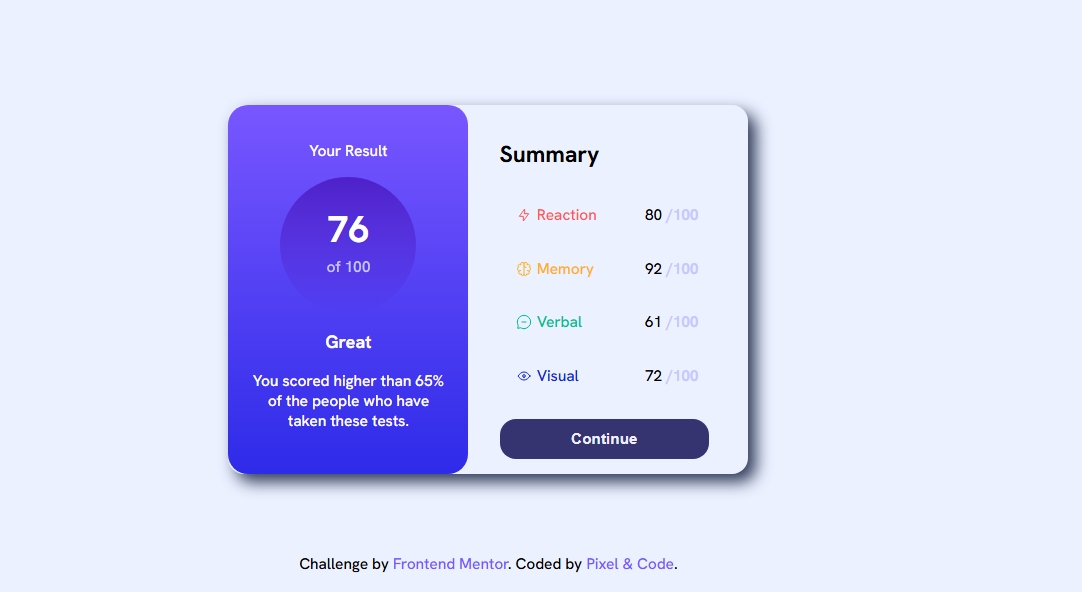 Your Result
76
of 100
Great
You scored higher than 65%
of the people who have
taken these tests.
Summary
Reaction 80 /100
Memory 92 /100
Verbal 61 /100
Visual 72 /100
Continue
Challenge by Frontend Mentor. Coded by Pixel & Code.